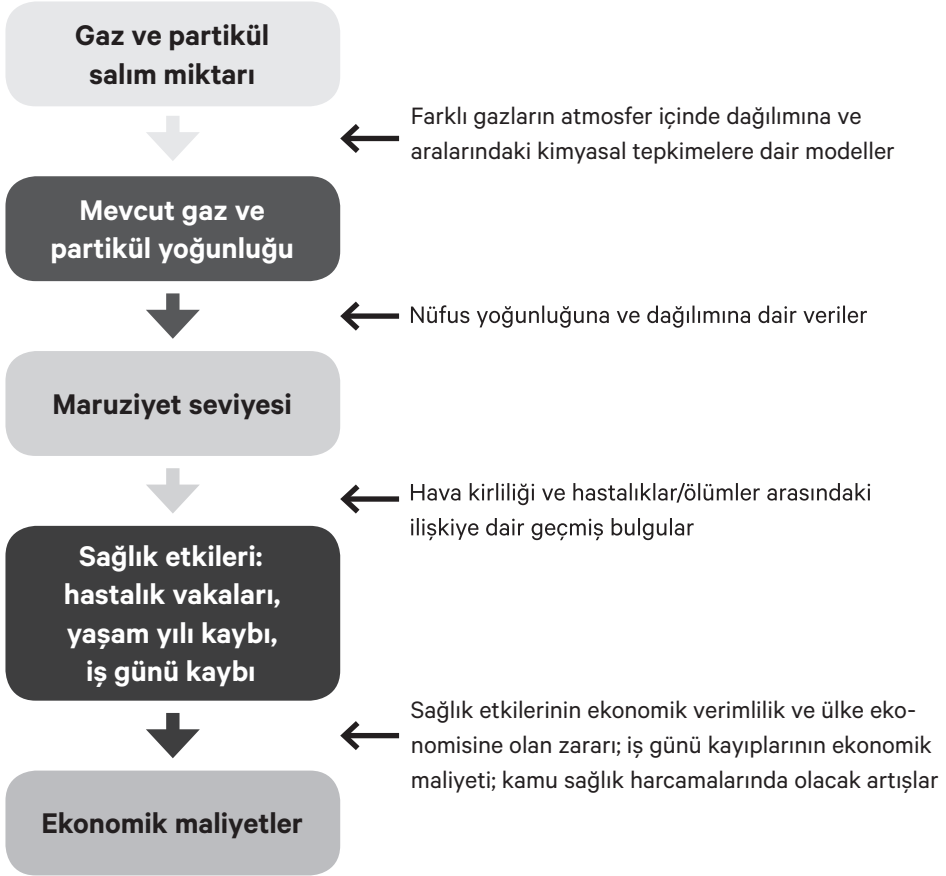 Gaz ve partikül
salım miktarı
Farklı gazların atmosfer içinde dağılımına ve
aralarındaki kimyasal tepkimelere dair modeller
Mevcut gaz ve
partikül yoğunluğu
Nüfus yoğunluğuna ve dağılımına dair veriler
Maruziyet seviyesi
Hava kirliliği ve hastalıklar/ölümler arasındaki
ilişkiye dair geçmiş bulgular
Sağlık etkileri:
hastalık vakaları,
yaşam yılı kaybı,
iş günü kaybı
Sağlık etkilerinin ekonomik verimlilik ve ülke eko-
nomisine olan zararı; iş günü kayıplarının ekonomik
maliyeti; kamu sağlık harcamalarında olacak artışlar
Ekonomik maliyetler